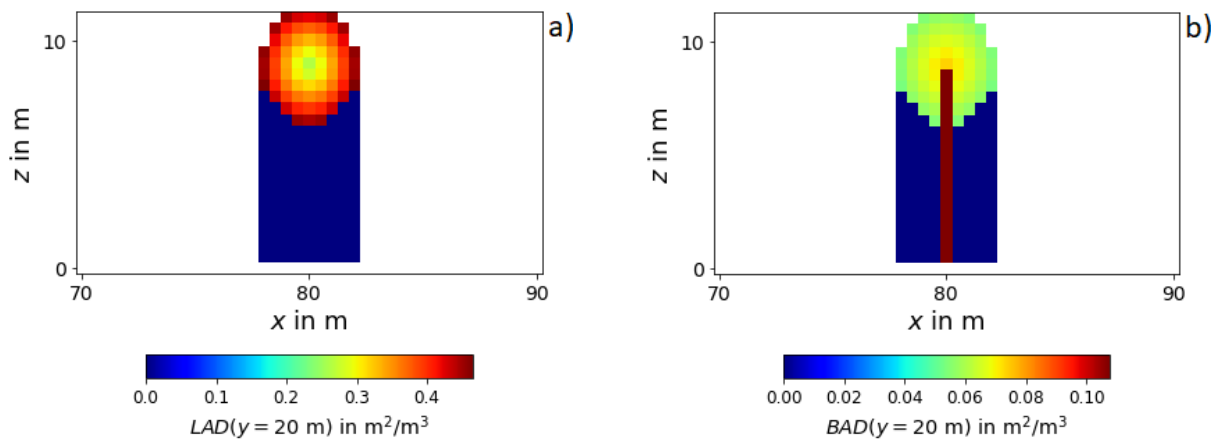 a)
10
0
z in m
70
80
90
x in m
0.0
0.1
0.2
0.3
0.4
LAD(y = 20 m) in m²/m³
b)
10
0
z in m
70
80
90
x in m
0.00
0.02
0.04
0.06
0.08
0.10
BAD(y = 20 m) in m²/m³